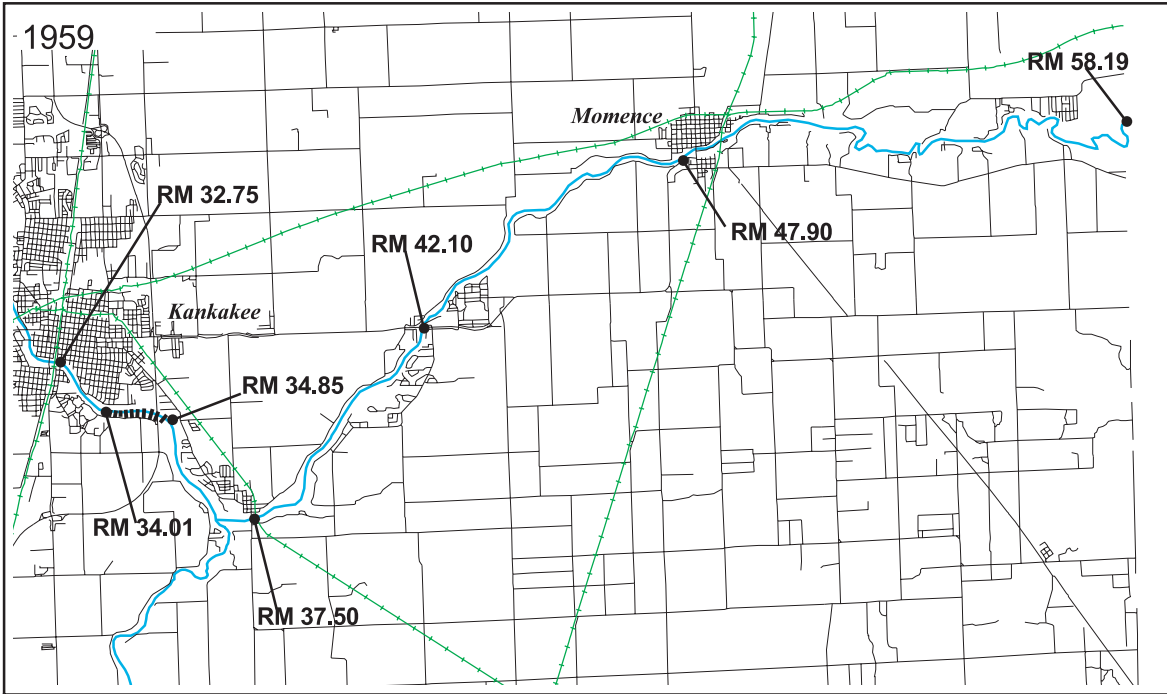 1959
RM 58.19
Momence
RM 32.75
RM 47.90
RM 42.10
Kankakee
RM 34.85
RM 34.01
RM 37.50